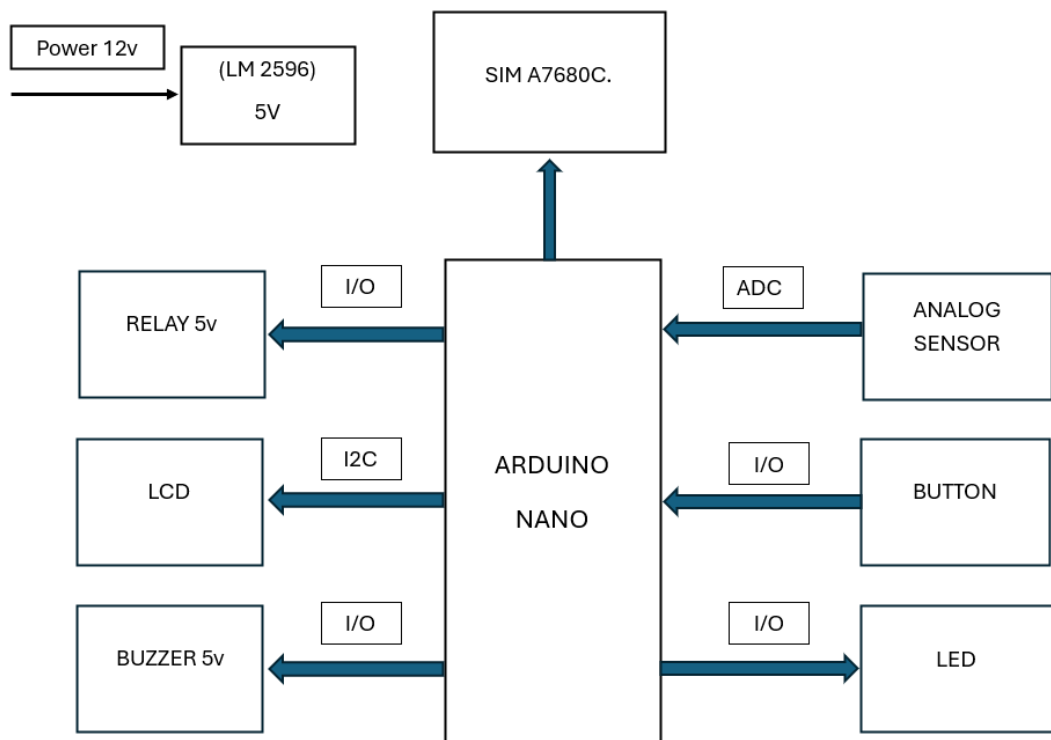 Power 12v
(LM 2596)
5V
SIM A7680C.
I/O
ADC
RELAY 5v
ANALOG
SENSOR
I2C
I/O
LCD
ARDUINO
NANO
BUTTON
I/O
I/O
BUZZER 5v
LED